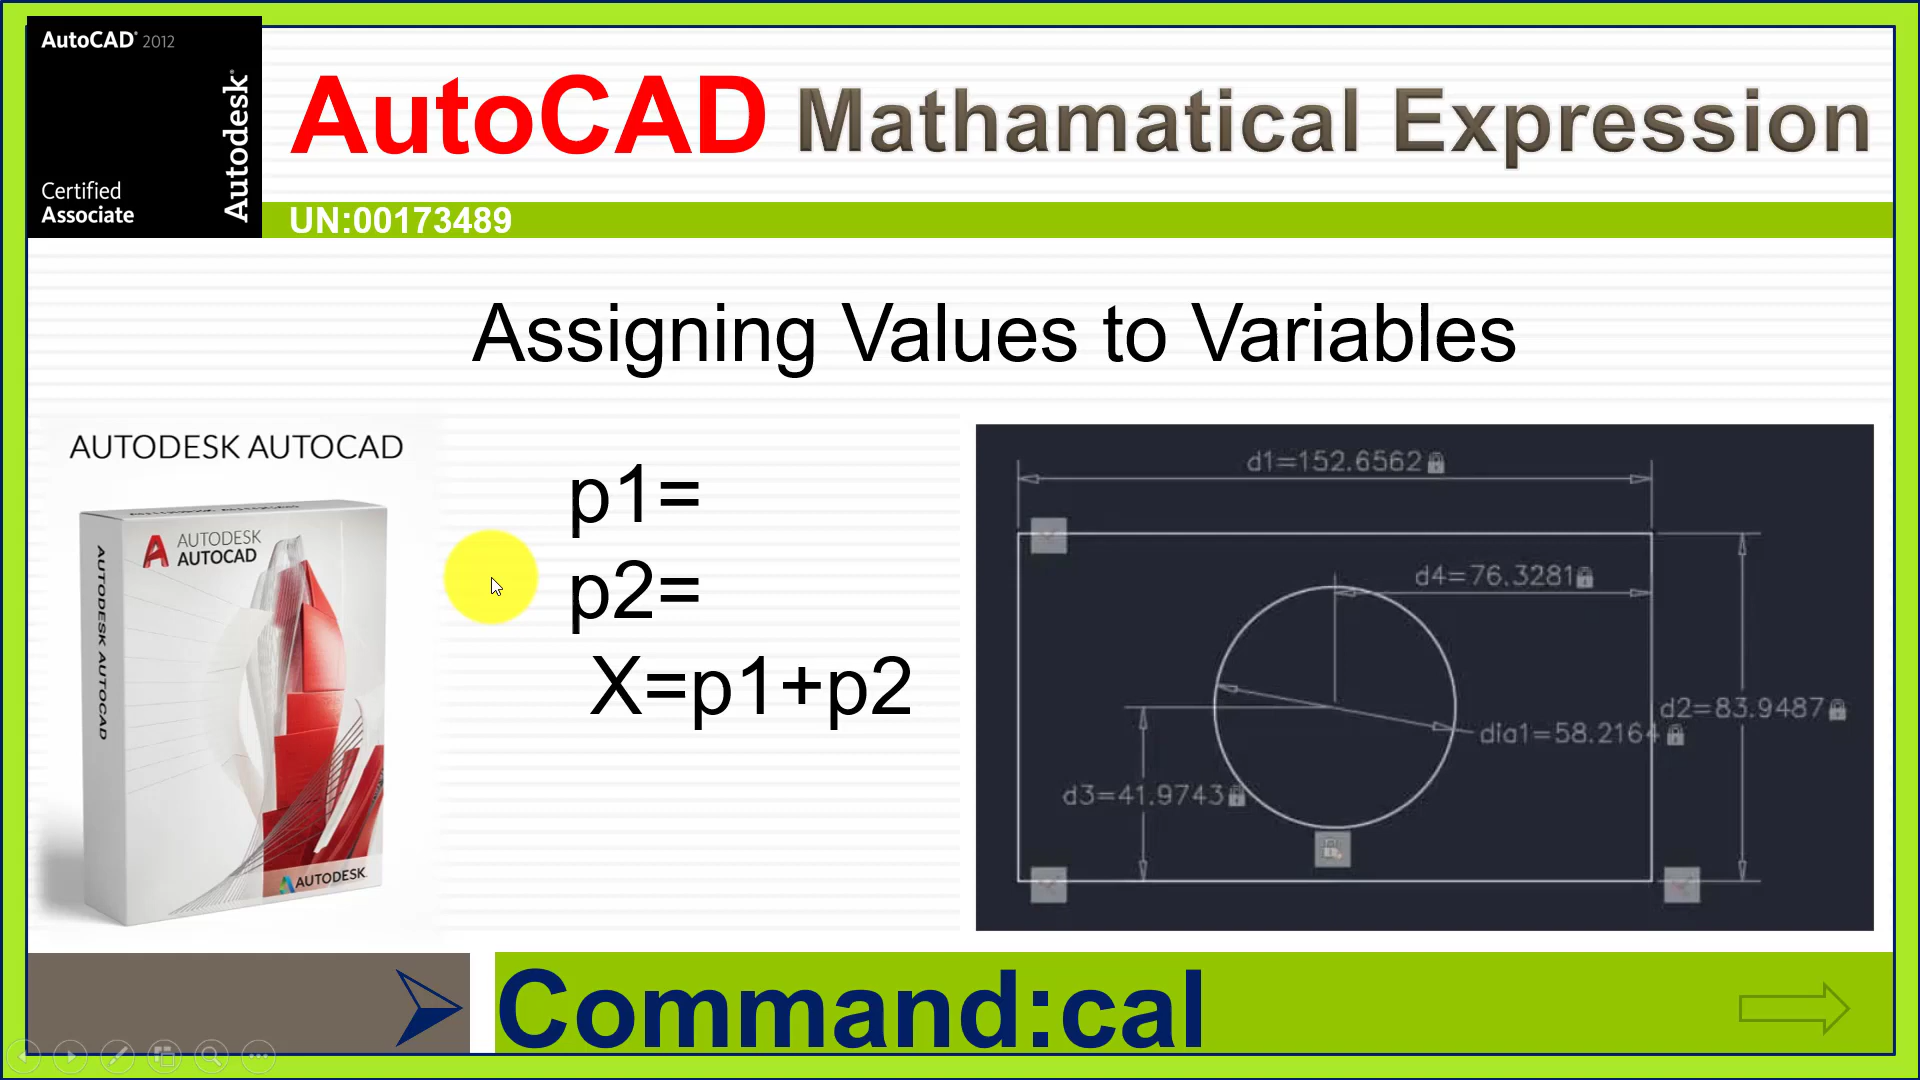 AutoCAD® 2012
Autodesk®
Certified
Associate
AutoCAD Mathamatical Expression
UN:00173489
Assigning Values to Variables
AUTODESK AUTOCAD
AUTODESK
AUTOCAD
AUTODESK AUTOCAD
AUTODESK.
p1=
p2=
X=p1+p2
d1=152.6562
d4=76.3281
d2=83.9487
dia1=58.2164
d3=41.9743
Command:cal